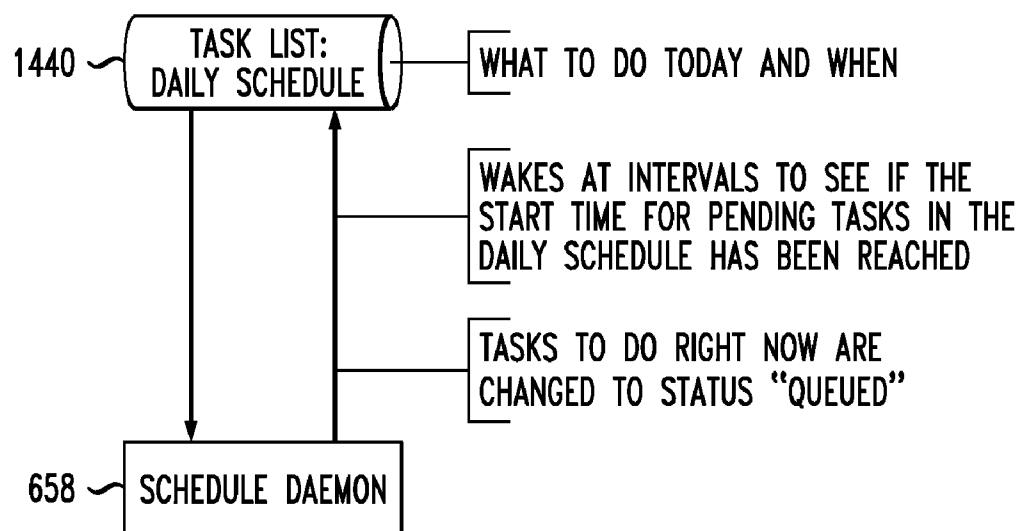 1440
TASK LIST:
DAILY SCHEDULE
WHAT TO DO TODAY AND WHEN
WAKES AT INTERVALS TO SEE IF THE
START TIME FOR PENDING TASKS IN THE
DAILY SCHEDULE HAS BEEN REACHED
TASKS TO DO RIGHT NOW ARE
CHANGED TO STATUS “QUEUED”
658
SCHEDULE DAEMON